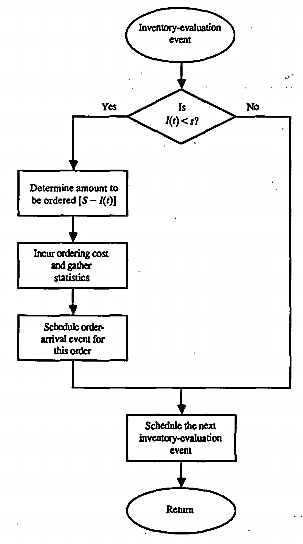 Inventory-evaluation
event
Is
I(t) < s?
Yes
No
Determine amount to
be ordered [S − I(t)]
Incur ordering cost
and gather
statistics
Schedule order-
arrival event for
this order
Schedule the next
inventory-evaluation
event
Return